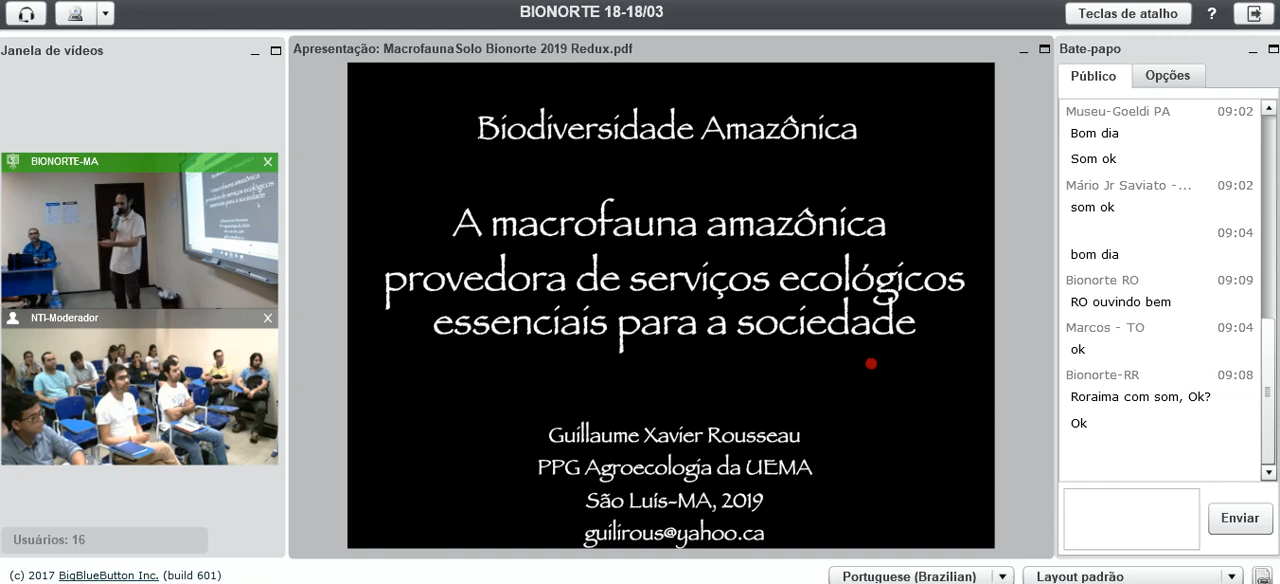 BIONORTE 18-18/03
Teclas de atalho
?
Janela de vídeos
Apresentação: MacrofaunaSolo Bionorte 2019 Redux.pdf
Bate-papo
Público
Opções
BIONORTE-MA
NTI-Moderador
Usuários: 16
Biodiversidade Amazônica
A macrofauna amazônica
provedora de serviços ecológicos
essenciais para a sociedade
Guillaume Xavier Rousseau
PPG Agroecologia da UEMA
São Luís-MA, 2019
guilirous@yahoo.ca
Museu-Goeldi PA 09:02
Bom dia
Som ok
Mário Jr Saviato -... 09:02
som ok
09:04
bom dia
Bionorte RO 09:09
RO ouvindo bem
Marcos - TO 09:04
ok
Bionorte-RR 09:08
Roraima com som, Ok?
Ok
Enviar
(c) 2017 BigBlueButton Inc. (build 601)
Portuguese (Brazilian)
Layout padrão